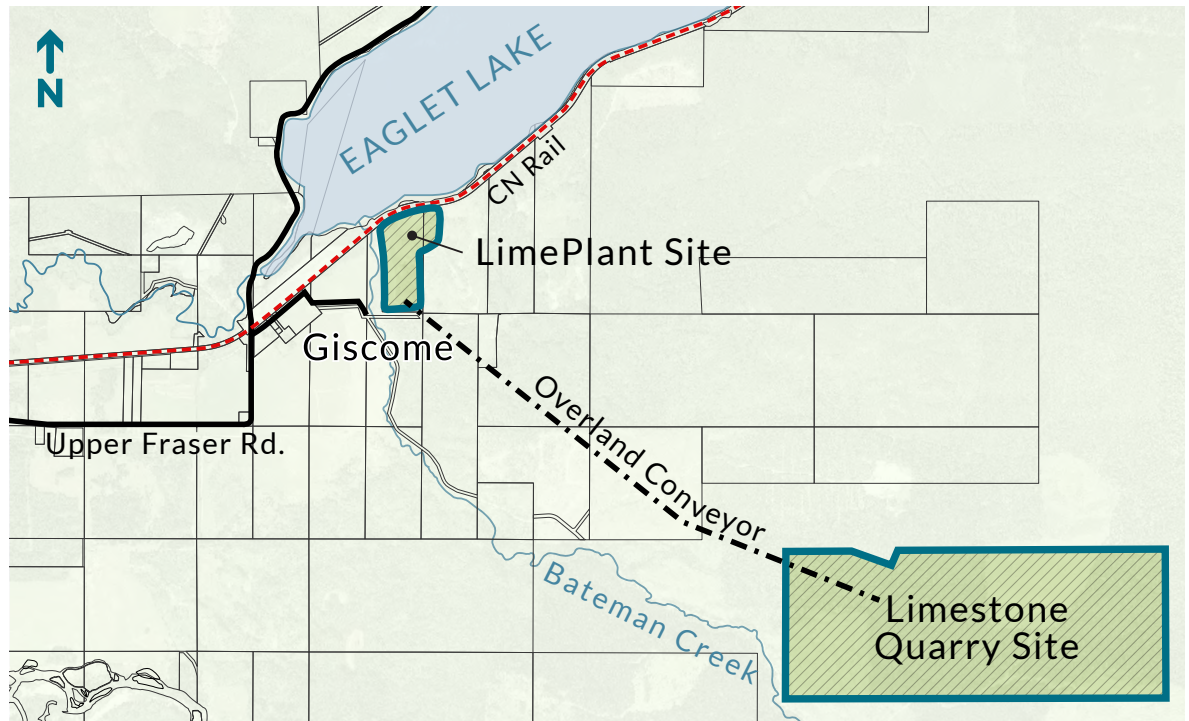 N
EAGLET LAKE
CN Rail
LimePlant Site
Giscome
Overland Conveyor
Upper Fraser Rd.
Bateman Creek
Limestone
Quarry Site